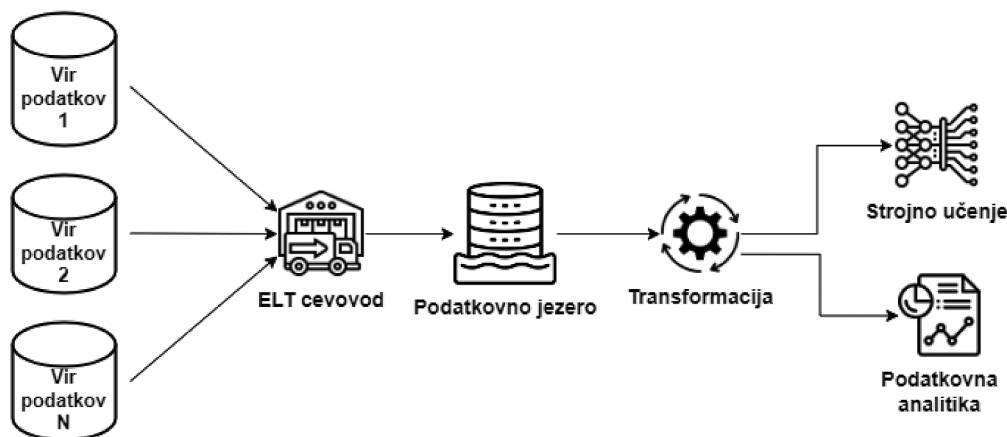 Vir
podatkov
1
Vir
podatkov
2
Vir
podatkov
N
ELT cevovod
Podatkovno jezero
Transformacija
Strojno učenje
Podatkovna
analitika